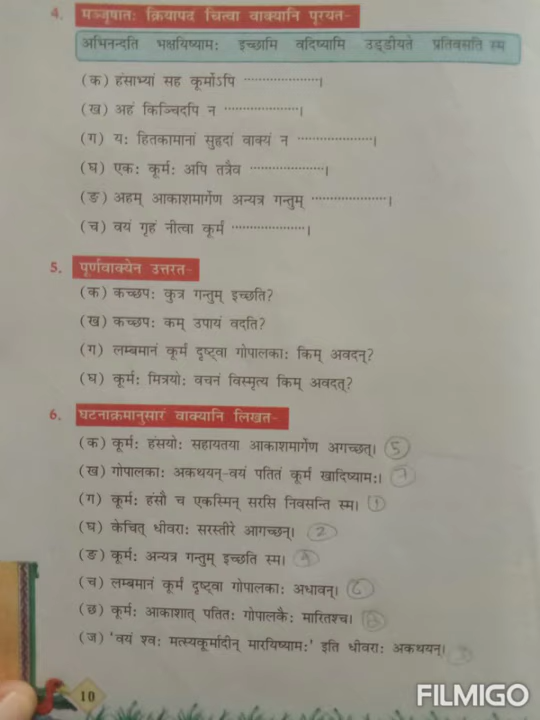 4. मञ्जूषातः क्रियापदं चित्वा वाक्यानि पूरयत-
अभिनन्दति भक्षयिष्यामः इच्छामि वदिष्यामि उड्डीयते प्रतिवसति स्म
(क) हंसाभ्यां सह कूर्मोऽपि ....................।
(ख) अहं किञ्चिदपि न ....................।
(ग) यः हितकामानां सुहृदां वाक्यं न ....................।
(घ) एकः कूर्मः अपि तत्रैव ....................।
(ङ) अहम् आकाशमार्गेण अन्यत्र गन्तुम् ....................।
(च) वयं गृहं नीत्वा कूर्मं ....................।
5. पूर्णवाक्येन उत्तरत-
(क) कच्छपः कुत्र गन्तुम् इच्छति?
(ख) कच्छपः कम् उपायं वदति?
(ग) लम्बमानं कूर्मं दृष्ट्वा गोपालकाः किम् अवदन्?
(घ) कूर्मः मित्रयोः वचनं विस्मृत्य किम् अवदत्?
6. घटनाक्रमानुसारं वाक्यानि लिखत-
(क) कूर्मः हंसयोः सहायतया आकाशमार्गेण अगच्छत्। 5
(ख) गोपालकाः अकथयन्-वयं पतितं कूर्मं खादिष्यामः। 7
(ग) कूर्मः हंसौ च एकस्मिन् सरसि निवसन्ति स्म। 1
(घ) केचित् धीवराः सरस्तीरे आगच्छन्। 2
(ङ) कूर्मः अन्यत्र गन्तुम् इच्छति स्म।
(च) लम्बमानं कूर्मं दृष्ट्वा गोपालकाः अधावन्। 6
(छ) कूर्मः आकाशात् पतितः गोपालकैः मारितश्च।
(ज) 'वयं श्वः मत्स्यकूर्मादीन् मारयिष्यामः' इति धीवराः अकथयन्।
10
FILMIGO